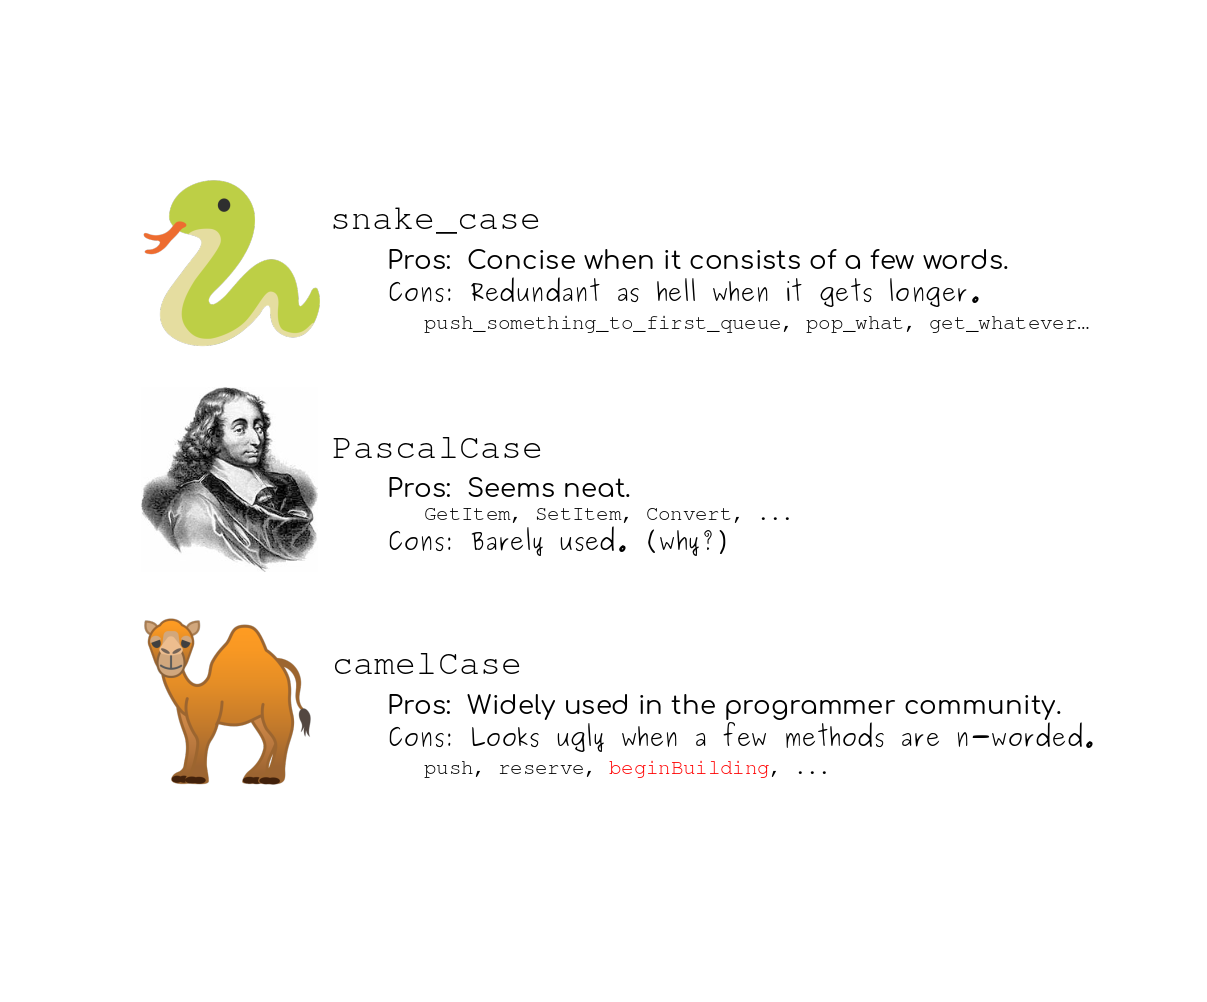 snake_case
Pros: Concise when it consists of a few words.
Cons: Redundant as hell when it gets longer.
push_something_to_first_queue, pop_what, get_whatever…
PascalCase
Pros: Seems neat.
GetItem, SetItem, Convert, ...
Cons: Barely used. (why?)
camelCase
Pros: Widely used in the programmer community.
Cons: Looks ugly when a few methods are n-worded.
push, reserve, beginBuilding, ...